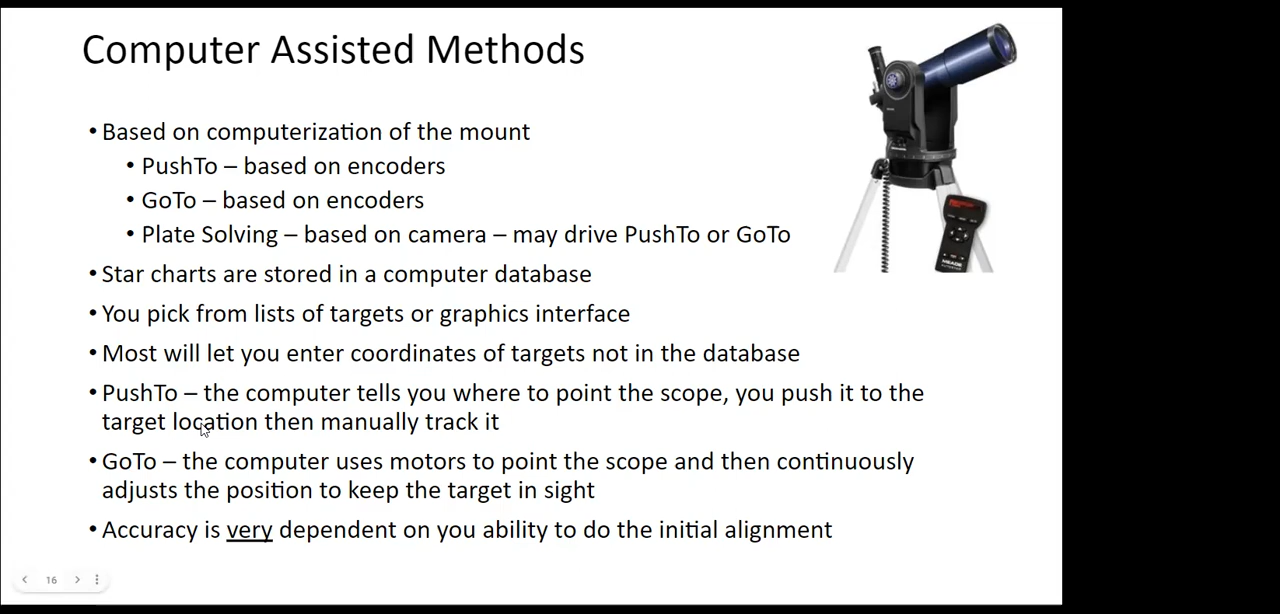 Computer Assisted Methods
• Based on computerization of the mount
• PushTo – based on encoders
• GoTo – based on encoders
• Plate Solving – based on camera – may drive PushTo or GoTo
• Star charts are stored in a computer database
• You pick from lists of targets or graphics interface
• Most will let you enter coordinates of targets not in the database
• PushTo – the computer tells you where to point the scope, you push it to the
target location then manually track it
• GoTo – the computer uses motors to point the scope and then continuously
adjusts the position to keep the target in sight
• Accuracy is very dependent on you ability to do the initial alignment
MEADE
16